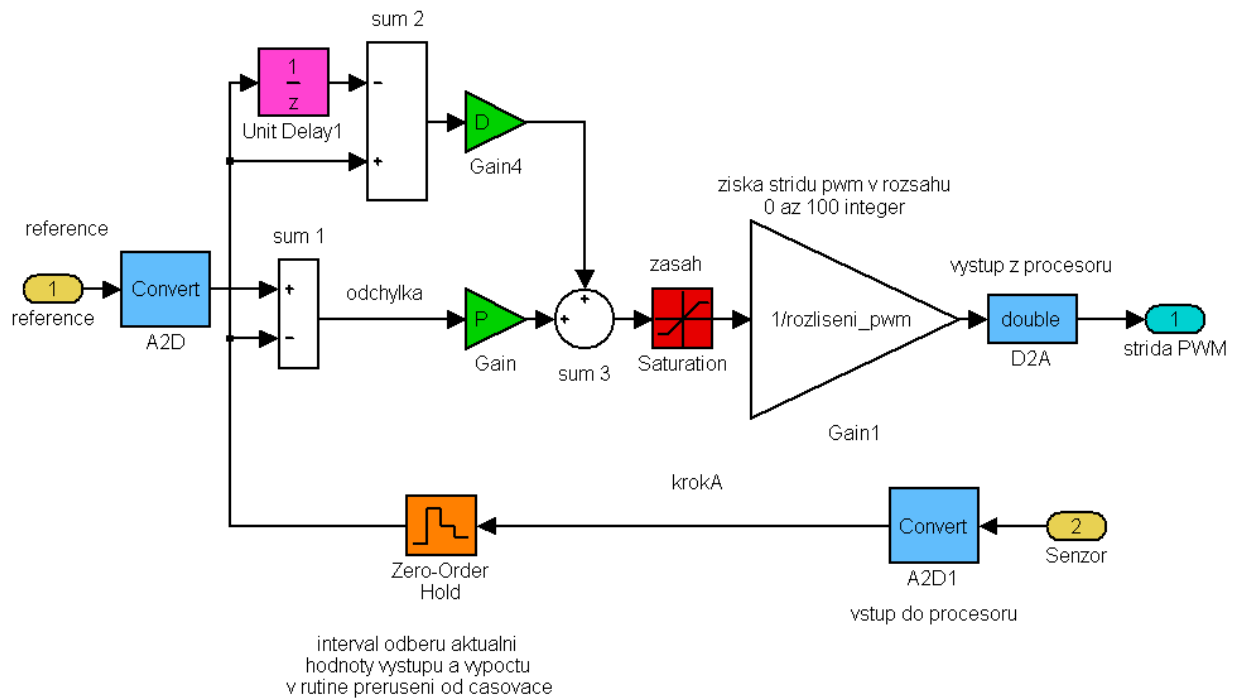 sum 2
1
z
-
+
Unit Delay1
D
Gain4
ziska stridu pwm v rozsahu
0 az 100 integer
reference
1
reference
Convert
A2D
sum 1
+
-
odchylka
P
Gain
+
+
sum 3
zasah
Saturation
1/rozliseni_pwm
Gain1
vystup z procesoru
double
D2A
1
strida PWM
krokA
Zero-Order
Hold
Convert
A2D1
2
Senzor
vstup do procesoru
interval odberu aktualni
hodnoty vystupu a vypoctu
v rutine preruseni od casovace